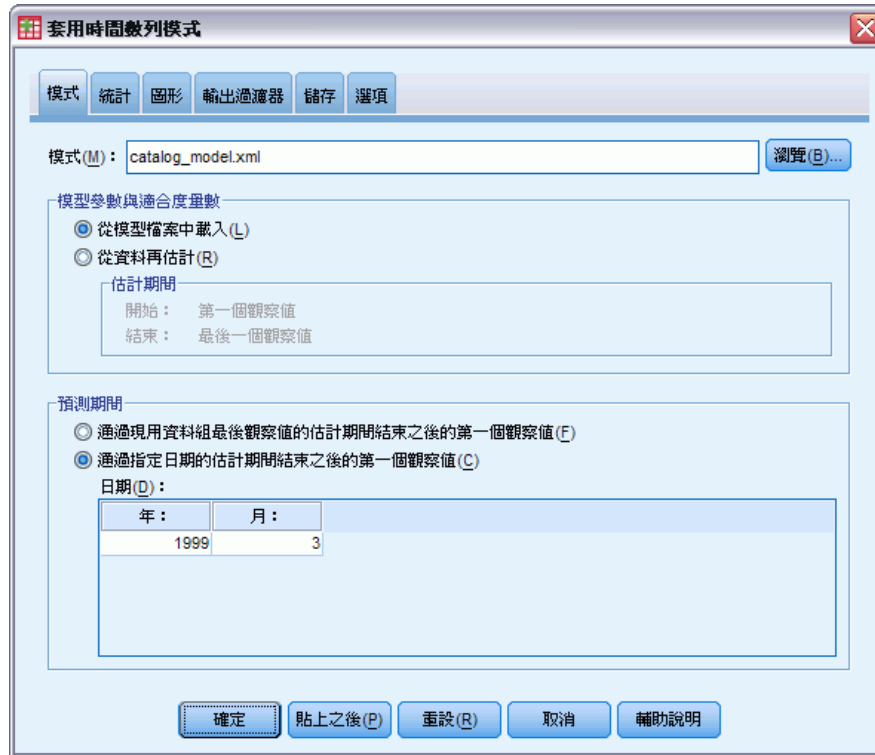 套用時間數列模式
模式 統計 圖形 輸出過濾器 儲存 選項
模式(M)： catalog_model.xml 瀏覽(B)...
模型參數與適合度量數
從模型檔案中載入(L)
從資料再估計(R)
估計期間
開始： 第一個觀察值
結束： 最後一個觀察值
預測期間
通過現用資料組最後觀察值的估計期間結束之後的第一個觀察值(F)
通過指定日期的估計期間結束之後的第一個觀察值(C)
日期(D)：
年： 月：
1999 3
確定 貼上之後(P) 重設(R) 取消 輔助說明